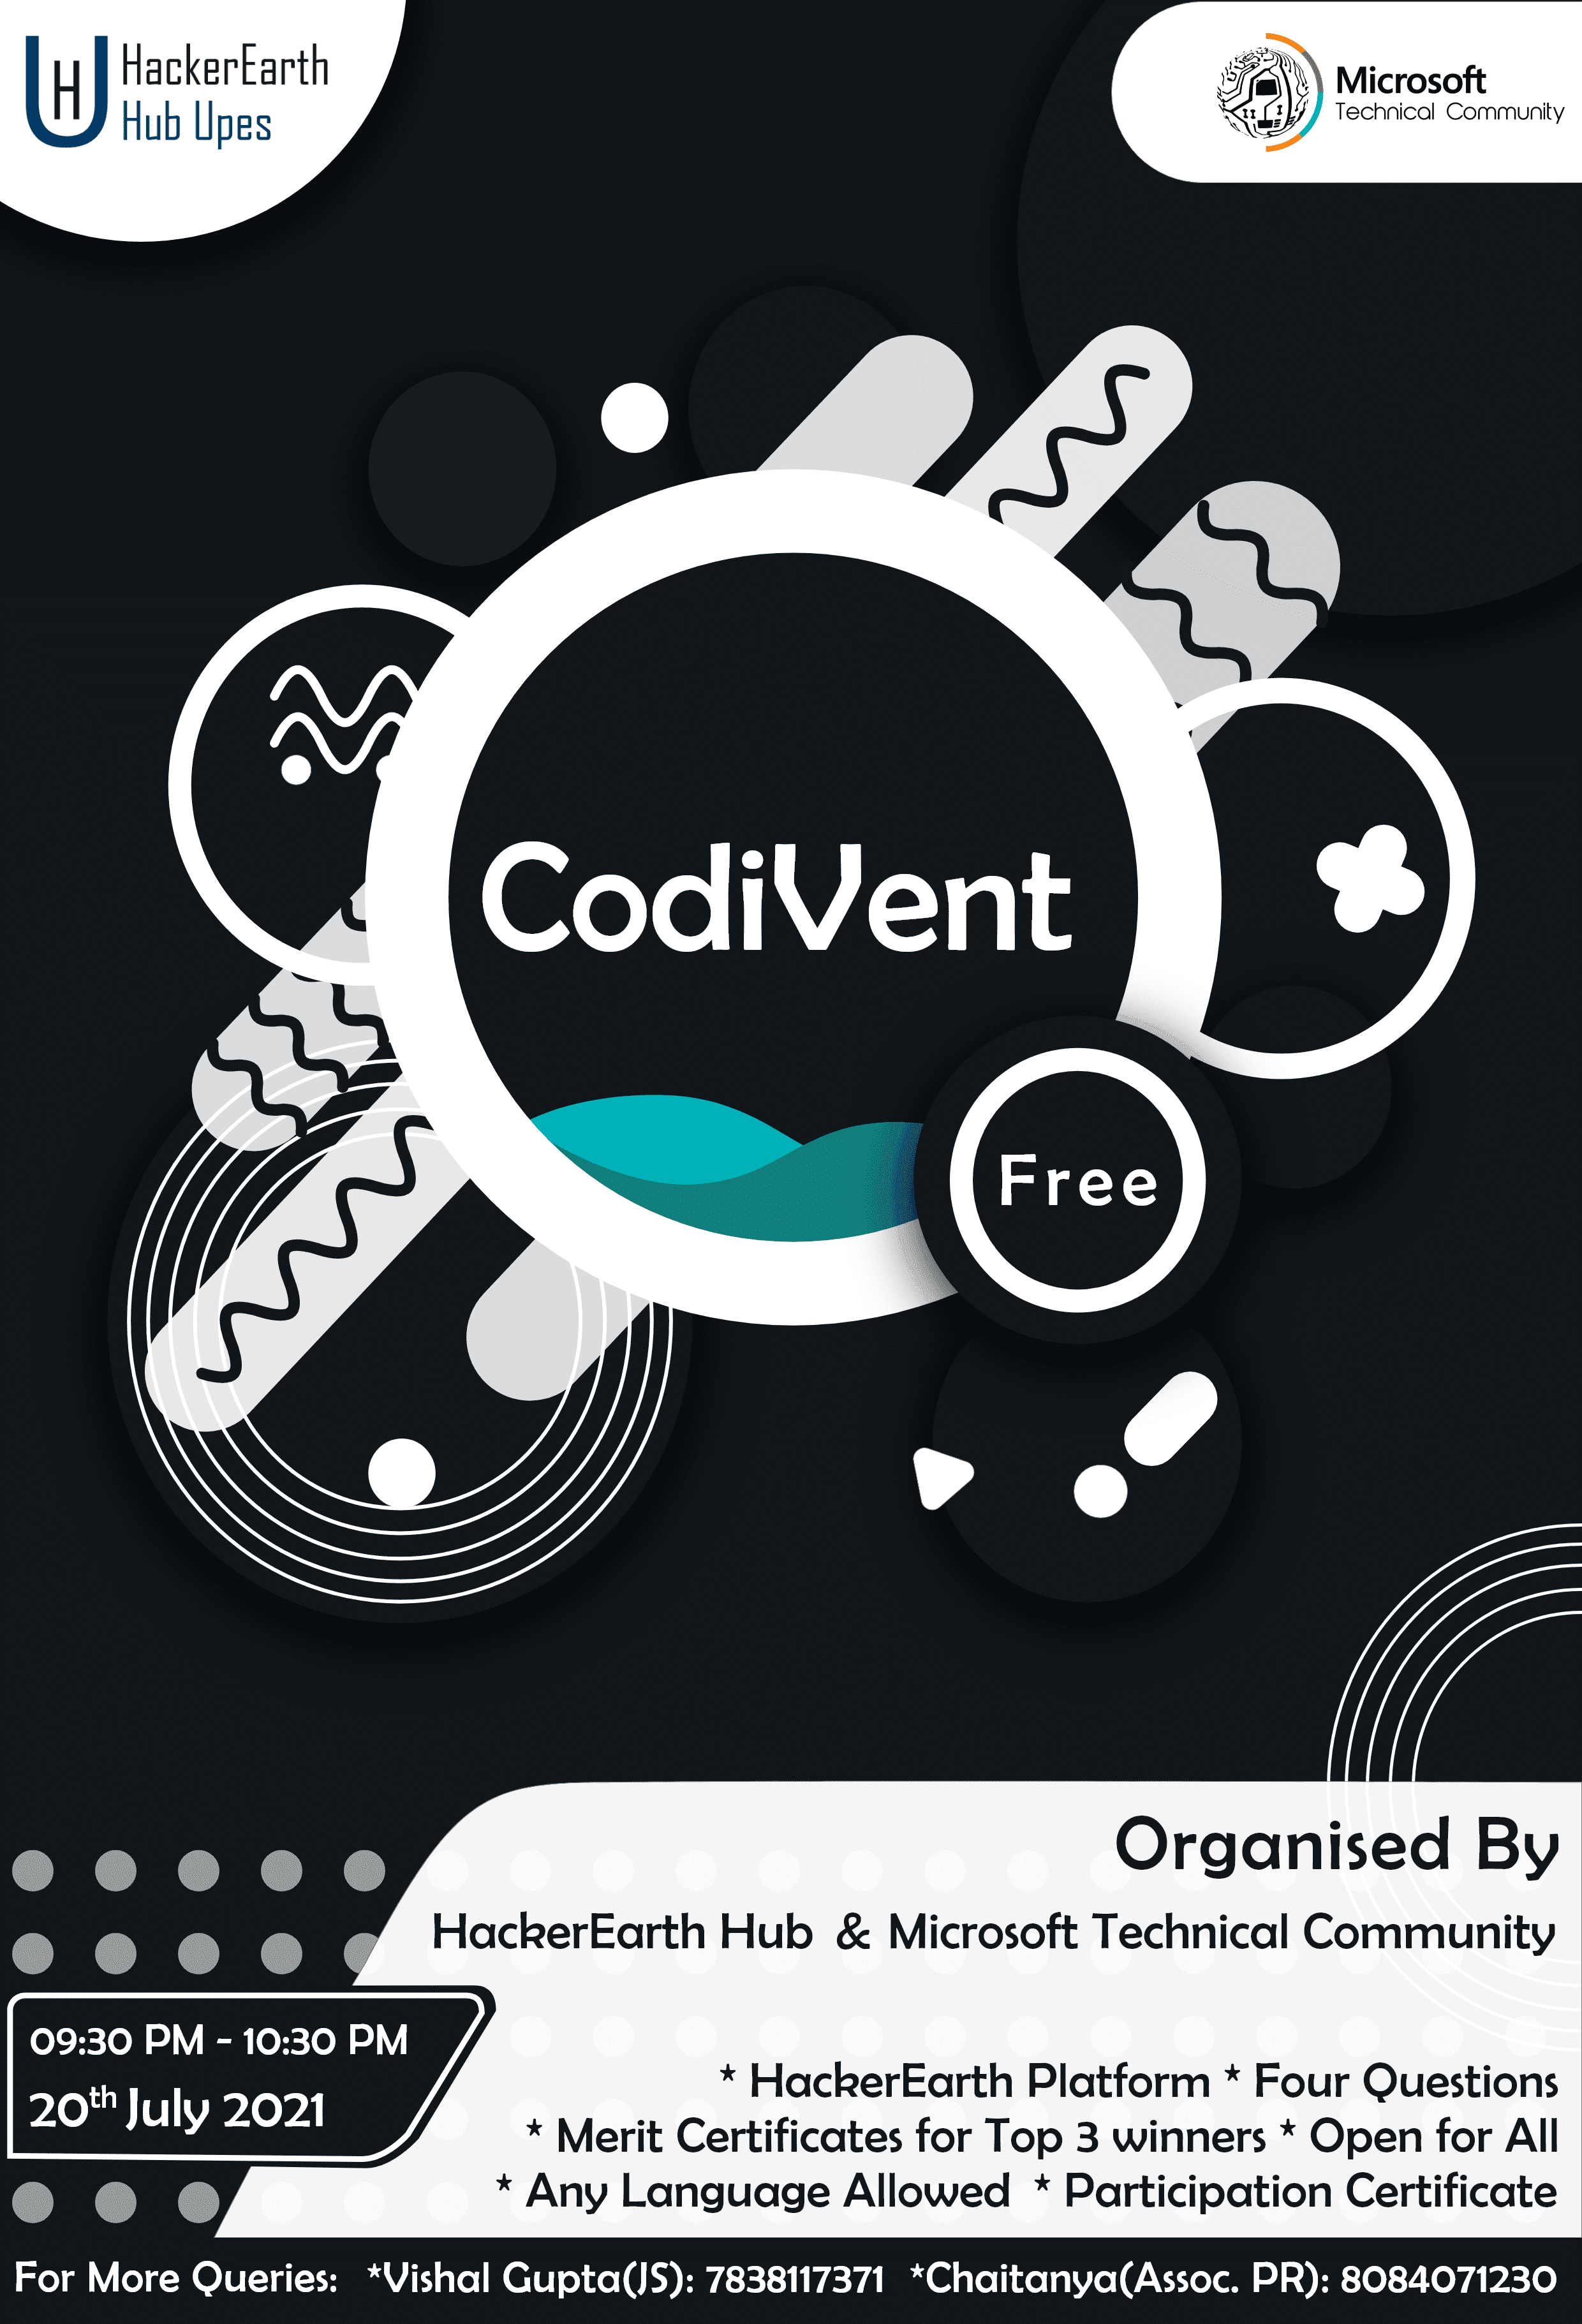 HackerEarth
Hub Upes
Microsoft
Technical Community
CodiVent
Free
Organised By
HackerEarth Hub & Microsoft Technical Community
09:30 PM - 10:30 PM
20th July 2021
* HackerEarth Platform * Four Questions
* Merit Certificates for Top 3 winners * Open for All
* Any Language Allowed * Participation Certificate
For More Queries: *Vishal Gupta(JS): 7838117371 *Chaitanya(Assoc. PR): 8084071230